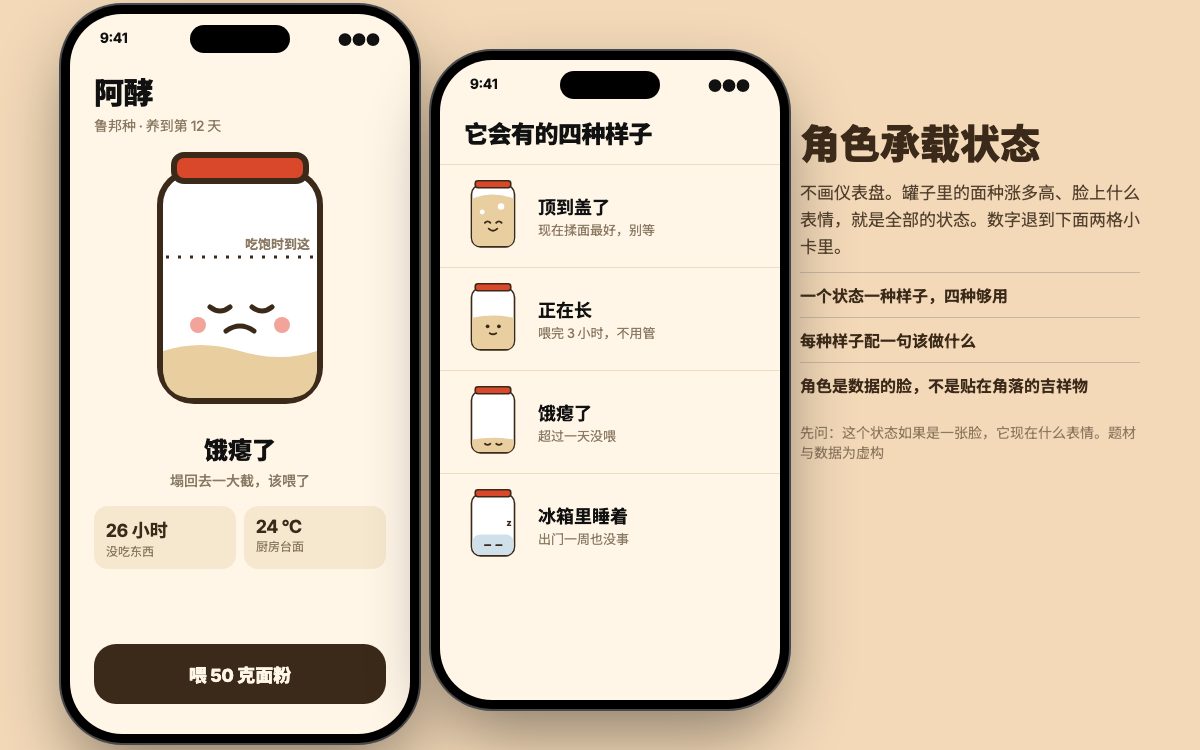 9:41
阿酵
鲁邦种 · 养到第 12 天
吃饱时到这
饿瘪了
塌回去一大截，该喂了
26 小时
没吃东西
24 °C
厨房台面
喂 50 克面粉
9:41
它会有的四种样子
顶到盖了
现在揉面最好，别等
正在长
喂完 3 小时，不用管
饿瘪了
超过一天没喂
z
冰箱里睡着
出门一周也没事
角色承载状态
不画仪表盘。罐子里的面种涨多高、脸上什么
表情，就是全部的状态。数字退到下面两格小
卡里。
一个状态一种样子，四种够用
每种样子配一句该做什么
角色是数据的脸，不是贴在角落的吉祥物
先问：这个状态如果是一张脸，它现在什么表情。题材
与数据为虚构